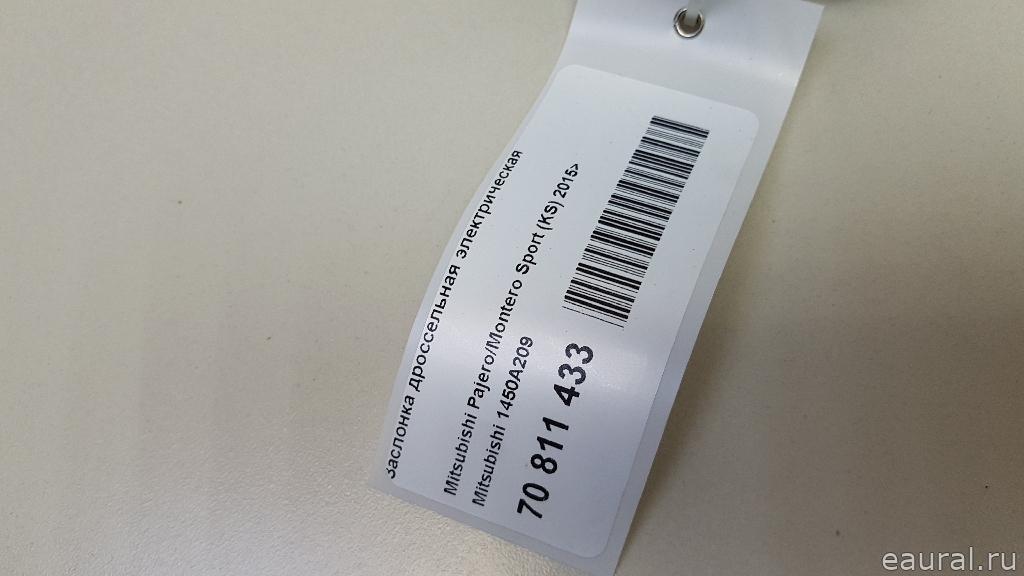 Заслонка дроссельная электрическая
Mitsubishi Pajero/Montero Sport (KS) 2015>
Mitsubishi 1450A209
70 811 433
eaural.ru